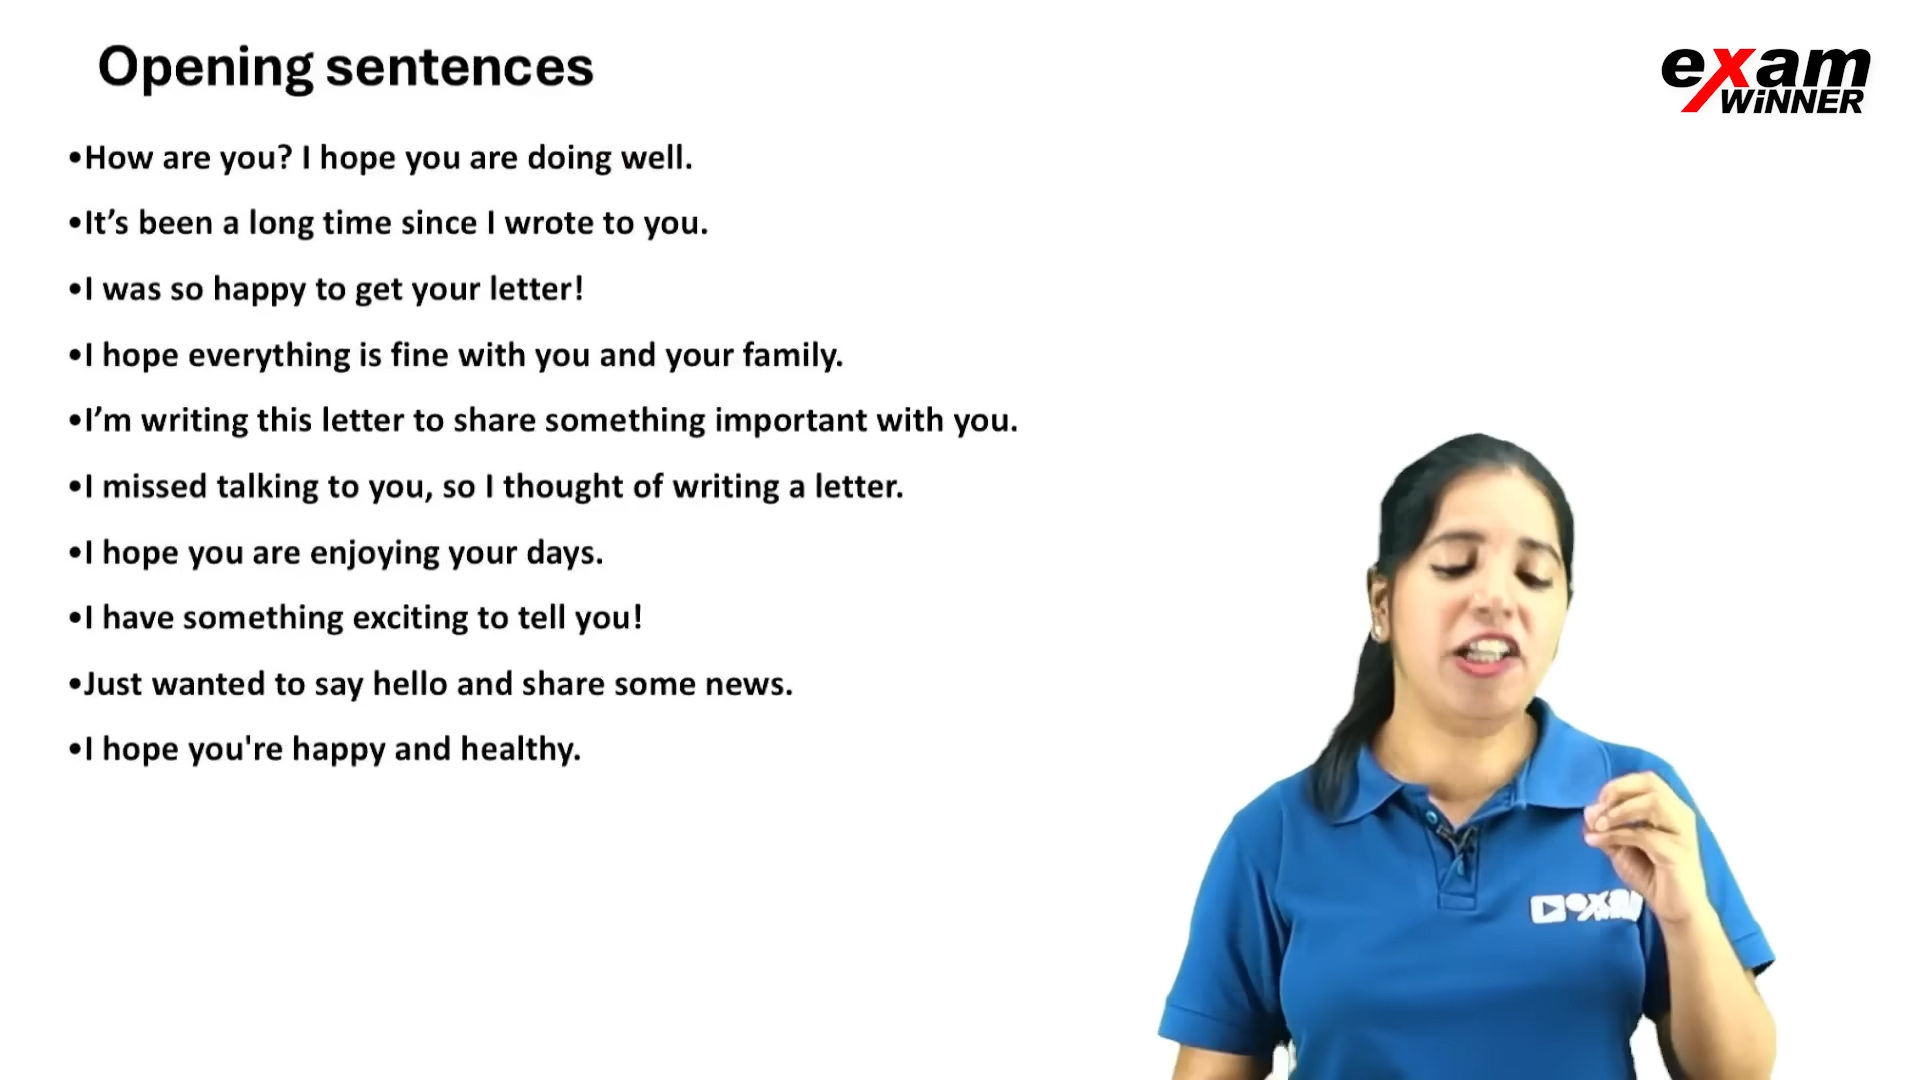 Opening sentences
exam
WiNNER
•How are you? I hope you are doing well.
•It’s been a long time since I wrote to you.
•I was so happy to get your letter!
•I hope everything is fine with you and your family.
•I’m writing this letter to share something important with you.
•I missed talking to you, so I thought of writing a letter.
•I hope you are enjoying your days.
•I have something exciting to tell you!
•Just wanted to say hello and share some news.
•I hope you're happy and healthy.